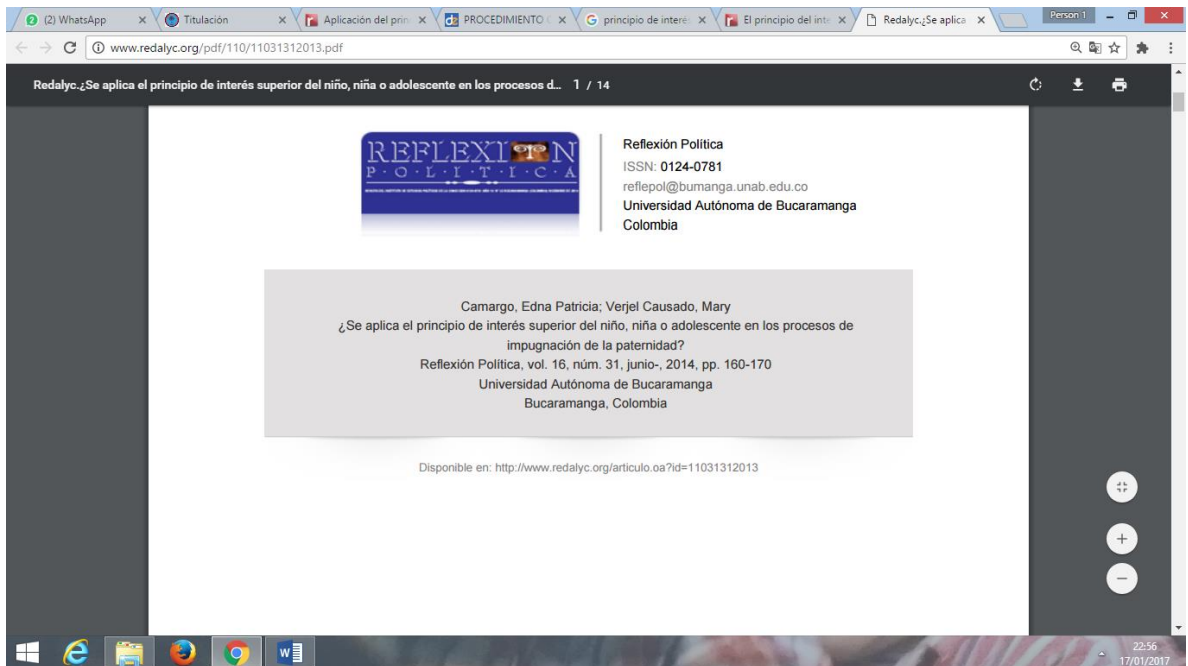 (2) WhatsApp
Titulación
Aplicación del prin
PROCEDIMIENTO
principio de interés
El principio del inte
Redalyc.¿Se aplica
Person 1
www.redalyc.org/pdf/110/11031312013.pdf
Redalyc.¿Se aplica el principio de interés superior del niño, niña o adolescente en los procesos d... 1 / 14
REFLEXION
P·O·L·I·T·I·C·A
Reflexión Política
ISSN: 0124-0781
reflepol@bumanga.unab.edu.co
Universidad Autónoma de Bucaramanga
Colombia
Camargo, Edna Patricia; Verjel Causado, Mary
¿Se aplica el principio de interés superior del niño, niña o adolescente en los procesos de
impugnación de la paternidad?
Reflexión Política, vol. 16, núm. 31, junio-, 2014, pp. 160-170
Universidad Autónoma de Bucaramanga
Bucaramanga, Colombia
Disponible en: http://www.redalyc.org/articulo.oa?id=11031312013
22:56
17/01/2017